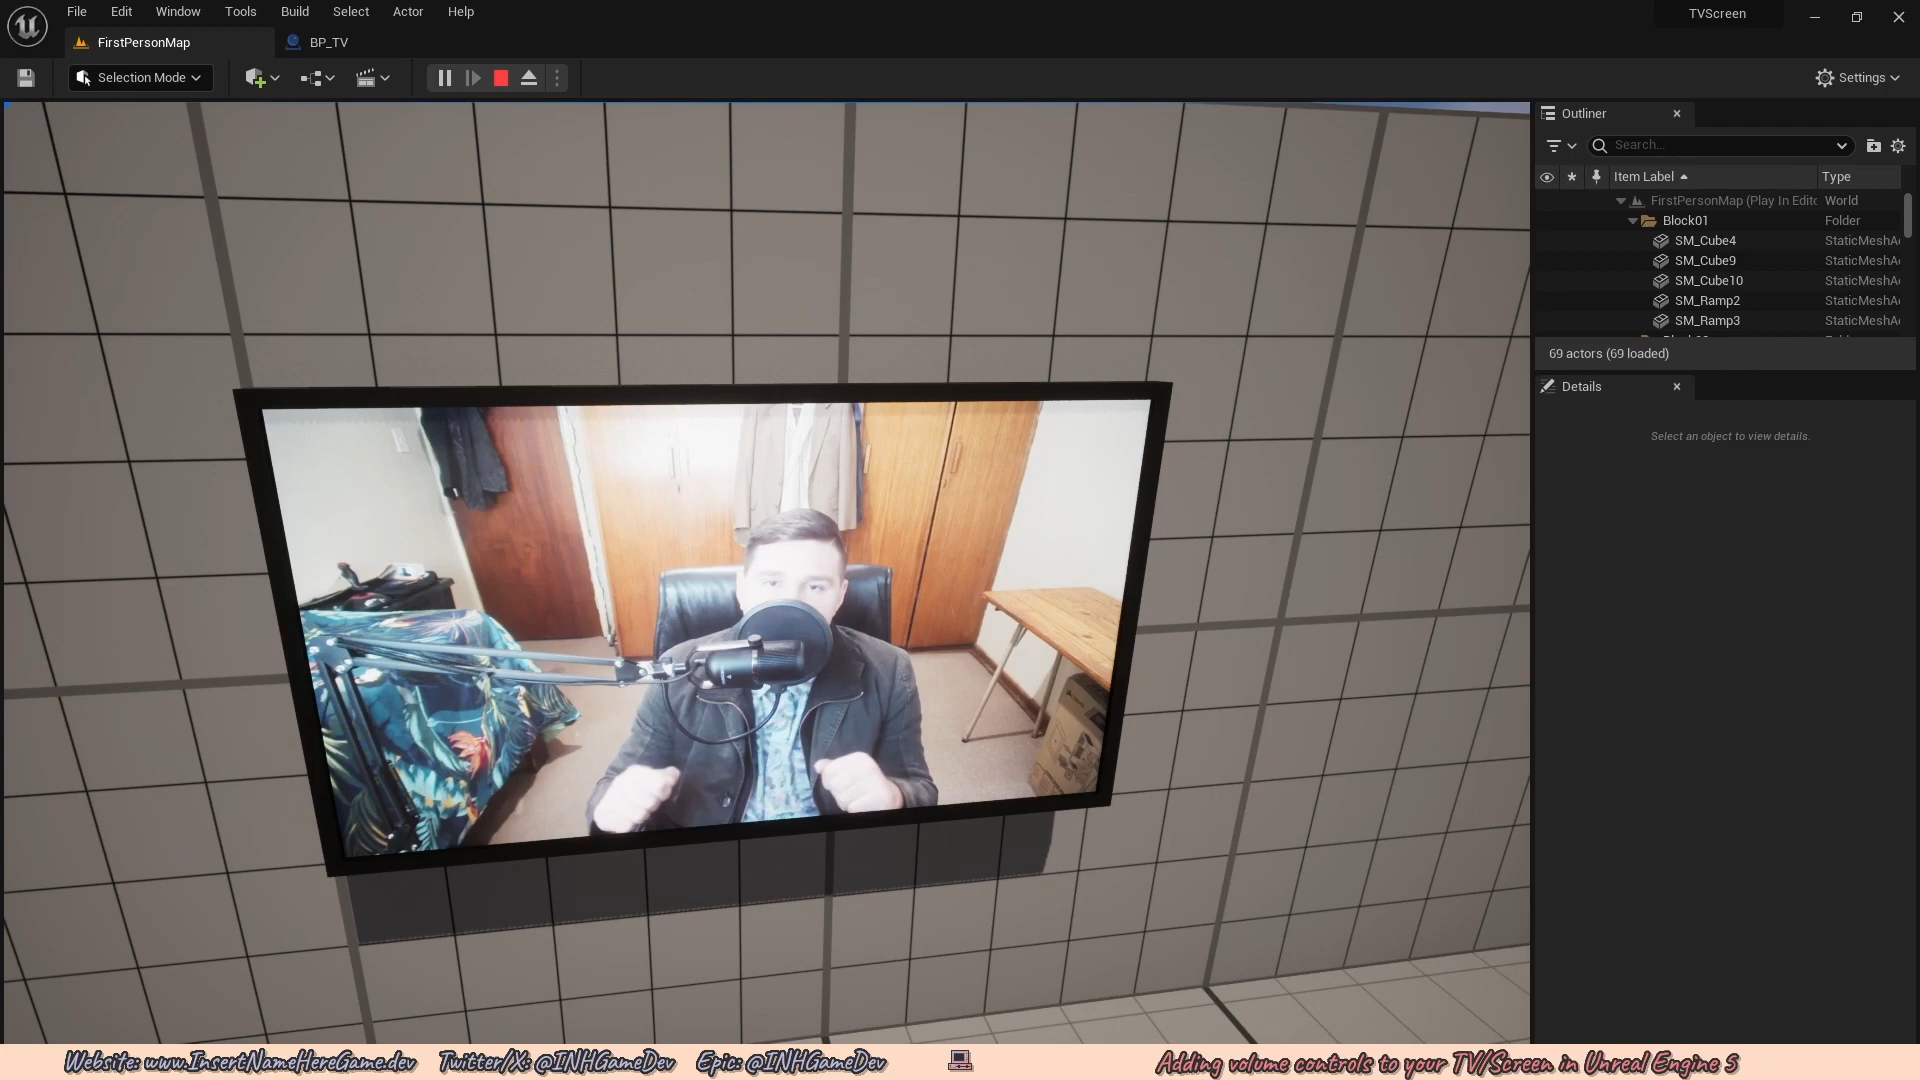 File Edit Window Tools Build Select Actor Help
TVScreen
FirstPersonMap
BP_TV
Selection Mode
Settings
Outliner
Search...
Item Label Type
FirstPersonMap (Play In Edito World
Block01 Folder
SM_Cube4 StaticMeshA
SM_Cube9 StaticMeshA
SM_Cube10 StaticMeshA
SM_Ramp2 StaticMeshA
SM_Ramp3 StaticMeshA
69 actors (69 loaded)
Details
Select an object to view details.
Website: www.InsertNameHereGame.dev Twitter/X: @INHGameDev Epic: @INHGameDev
Adding volume controls to your TV/Screen in Unreal Engine 5